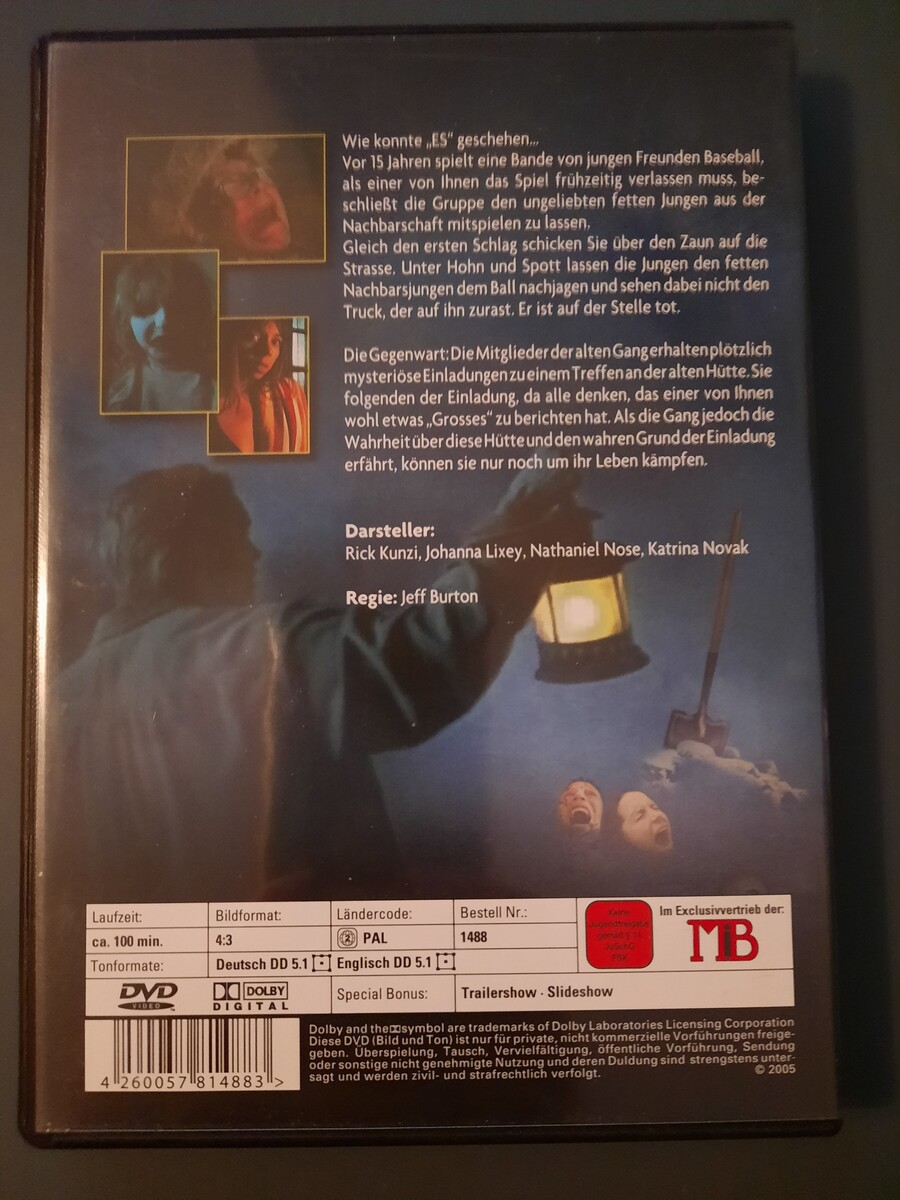 Wie konnte „ES“ geschehen...
Vor 15 Jahren spielt eine Bande von jungen Freunden Baseball,
als einer von Ihnen das Spiel frühzeitig verlassen muss, be-
schließt die Gruppe den ungeliebten fetten Jungen aus der
Nachbarschaft mitspielen zu lassen.
Gleich den ersten Schlag schicken Sie über den Zaun auf die
Strasse. Unter Hohn und Spott lassen die Jungen den fetten
Nachbarsjungen dem Ball nachjagen und sehen dabei nicht den
Truck, der auf ihn zurast. Er ist auf der Stelle tot.
Die Gegenwart: Die Mitglieder der alten Gang erhalten plötzlich
mysteriöse Einladungen zu einem Treffen an der alten Hütte. Sie
folgenden der Einladung, da alle denken, das einer von Ihnen
wohl etwas „Grosses“ zu berichten hat. Als die Gang jedoch die
Wahrheit über diese Hütte und den wahren Grund der Einladung
erfährt, können sie nur noch um ihr Leben kämpfen.
Darsteller:
Rick Kunzi, Johanna Lixey, Nathaniel Nose, Katrina Novak
Regie: Jeff Burton
Laufzeit:
ca. 100 min.
Bildformat:
4:3
Ländercode:
2 PAL
Bestell Nr.:
1488
Keine
Jugendfreigabe
gemäß § 14
JuSchG
FSK
Im Exclusivvertrieb der:
MiB
Tonformate:
Deutsch DD 5.1 Englisch DD 5.1
DVD
VIDEO
DOLBY
DIGITAL
Special Bonus:
Trailershow · Slideshow
4 260057 814883 >
Dolby and the symbol are trademarks of Dolby Laboratories Licensing Corporation
Diese DVD (Bild und Ton) ist nur für private, nicht kommerzielle Vorführungen freige-
geben. Überspielung, Tausch, Vervielfältigung, öffentliche Vorführung, Sendung
oder sonstige nicht genehmigte Nutzung und deren Duldung sind strengstens unter-
sagt und werden zivil- und strafrechtlich verfolgt.
© 2005